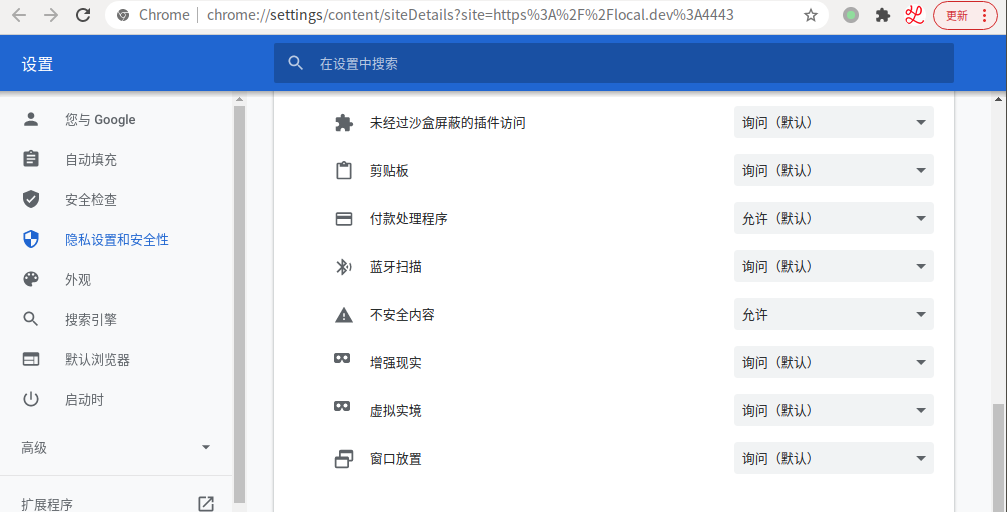 Chrome | chrome://settings/content/siteDetails?site=https%3A%2F%2Flocal.dev%3A4443
更新
设置
在设置中搜索
您与 Google
自动填充
安全检查
隐私设置和安全性
外观
搜索引擎
默认浏览器
启动时
高级
扩展程序
未经过沙盒屏蔽的插件访问 询问（默认）
剪贴板 询问（默认）
付款处理程序 允许（默认）
蓝牙扫描 询问（默认）
不安全内容 允许
增强现实 询问（默认）
虚拟实境 询问（默认）
窗口放置 询问（默认）